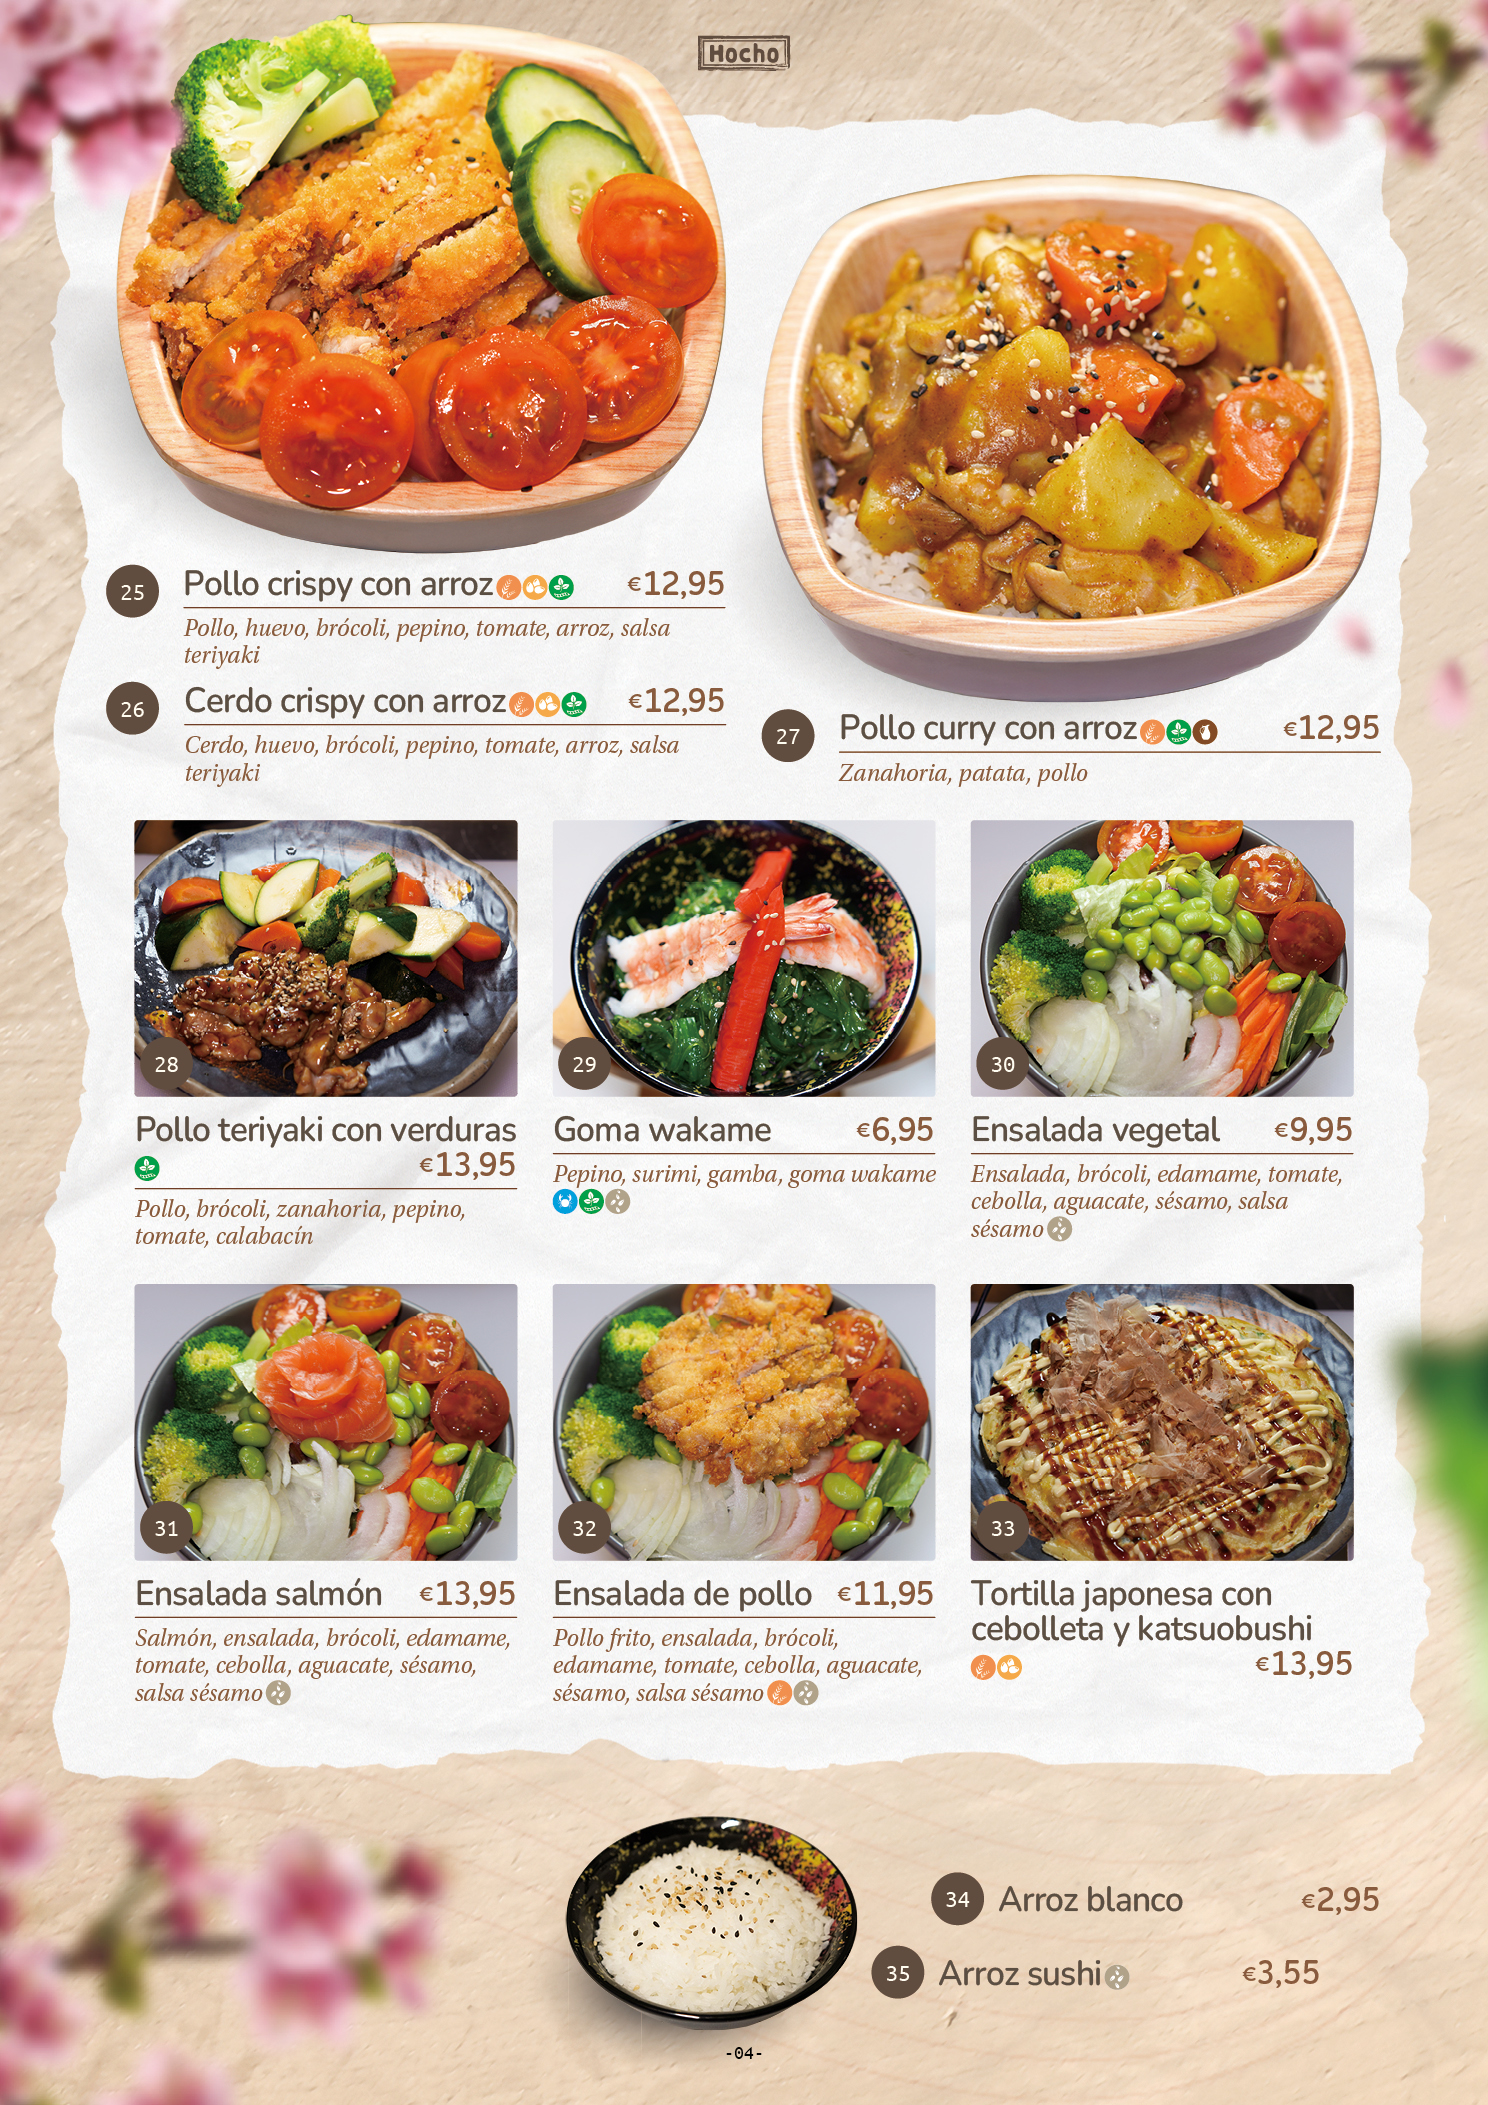 Hocho
25
Pollo crispy con arroz €12,95
Pollo, huevo, brócoli, pepino, tomate, arroz, salsa
teriyaki
26
Cerdo crispy con arroz €12,95
Cerdo, huevo, brócoli, pepino, tomate, arroz, salsa
teriyaki
27
Pollo curry con arroz €12,95
Zanahoria, patata, pollo
28
Pollo teriyaki con verduras
€13,95
Pollo, brócoli, zanahoria, pepino,
tomate, calabacín
29
Goma wakame €6,95
Pepino, surimi, gamba, goma wakame
30
Ensalada vegetal €9,95
Ensalada, brócoli, edamame, tomate,
cebolla, aguacate, sésamo, salsa
sésamo
31
Ensalada salmón €13,95
Salmón, ensalada, brócoli, edamame,
tomate, cebolla, aguacate, sésamo,
salsa sésamo
32
Ensalada de pollo €11,95
Pollo frito, ensalada, brócoli,
edamame, tomate, cebolla, aguacate,
sésamo, salsa sésamo
33
Tortilla japonesa con
cebolleta y katsuobushi
€13,95
34 Arroz blanco €2,95
35 Arroz sushi €3,55
-04-